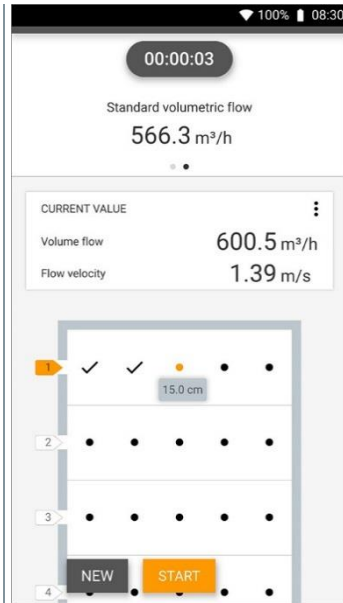 100% 08:30
00:00:03
Standard volumetric flow
566.3 m³/h
CURRENT VALUE
Volume flow 600.5 m³/h
Flow velocity 1.39 m/s
1
15.0 cm
2
3
4
NEW START